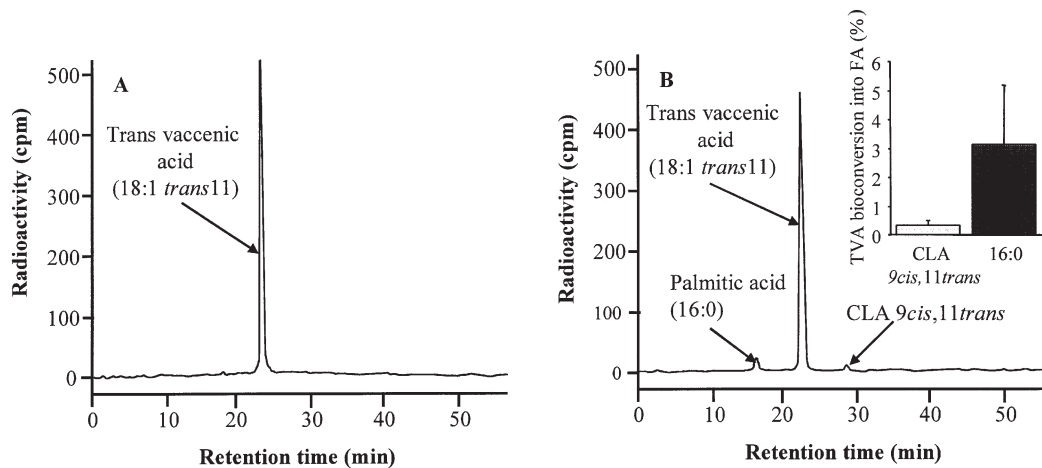 A
Radioactivity (cpm)
500
400
300
200
100
0
Trans vaccenic
acid
(18:1 trans11)
0
10
20
30
40
50
Retention time (min)
B
Radioactivity (cpm)
500
400
300
200
100
0
Trans vaccenic
acid
(18:1 trans11)
Palmitic acid
(16:0)
CLA 9cis,11trans
0
10
20
30
40
50
Retention time (min)
TVA bioconversion into FA (%)
6
5
4
3
2
1
0
CLA
9cis,11trans
16:0